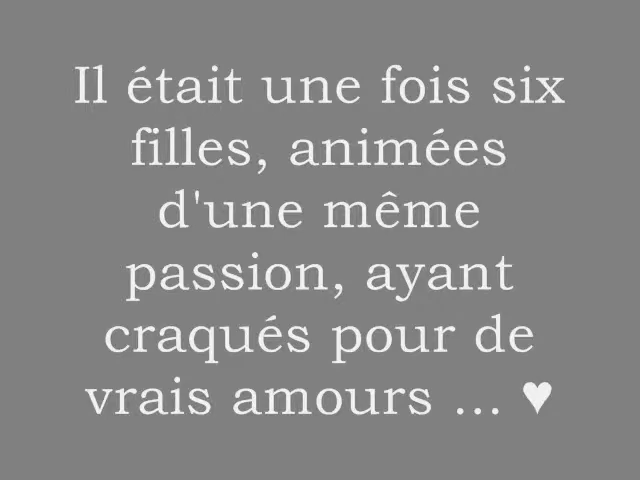 Il était une fois six
filles, animées
d'une même
passion, ayant
craqués pour de
vrais amours ... ♥